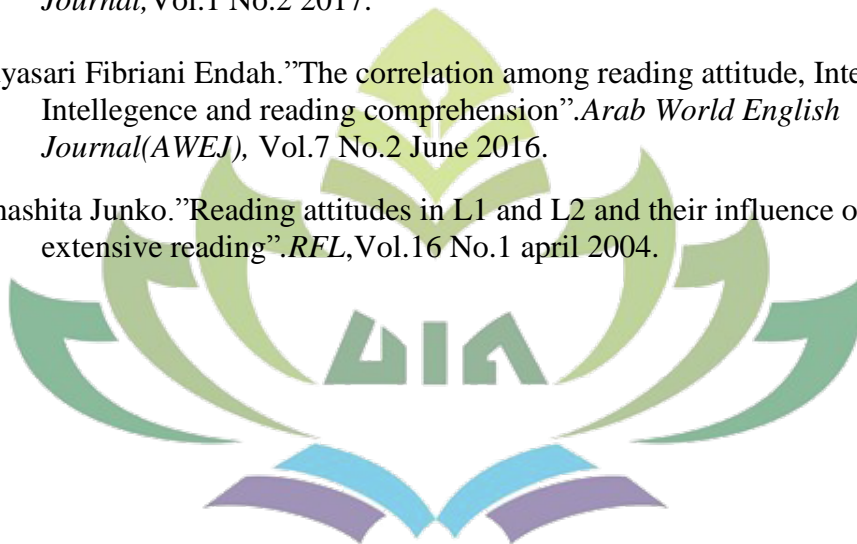 Journal,Vol.1 No.2 2017.
yasari Fibriani Endah.”The correlation among reading attitude, Inte
Intellegence and reading comprehension”.Arab World English
Journal(AWEJ), Vol.7 No.2 June 2016.
nashita Junko.”Reading attitudes in L1 and L2 and their influence o
extensive reading”.RFL,Vol.16 No.1 april 2004.
UIN